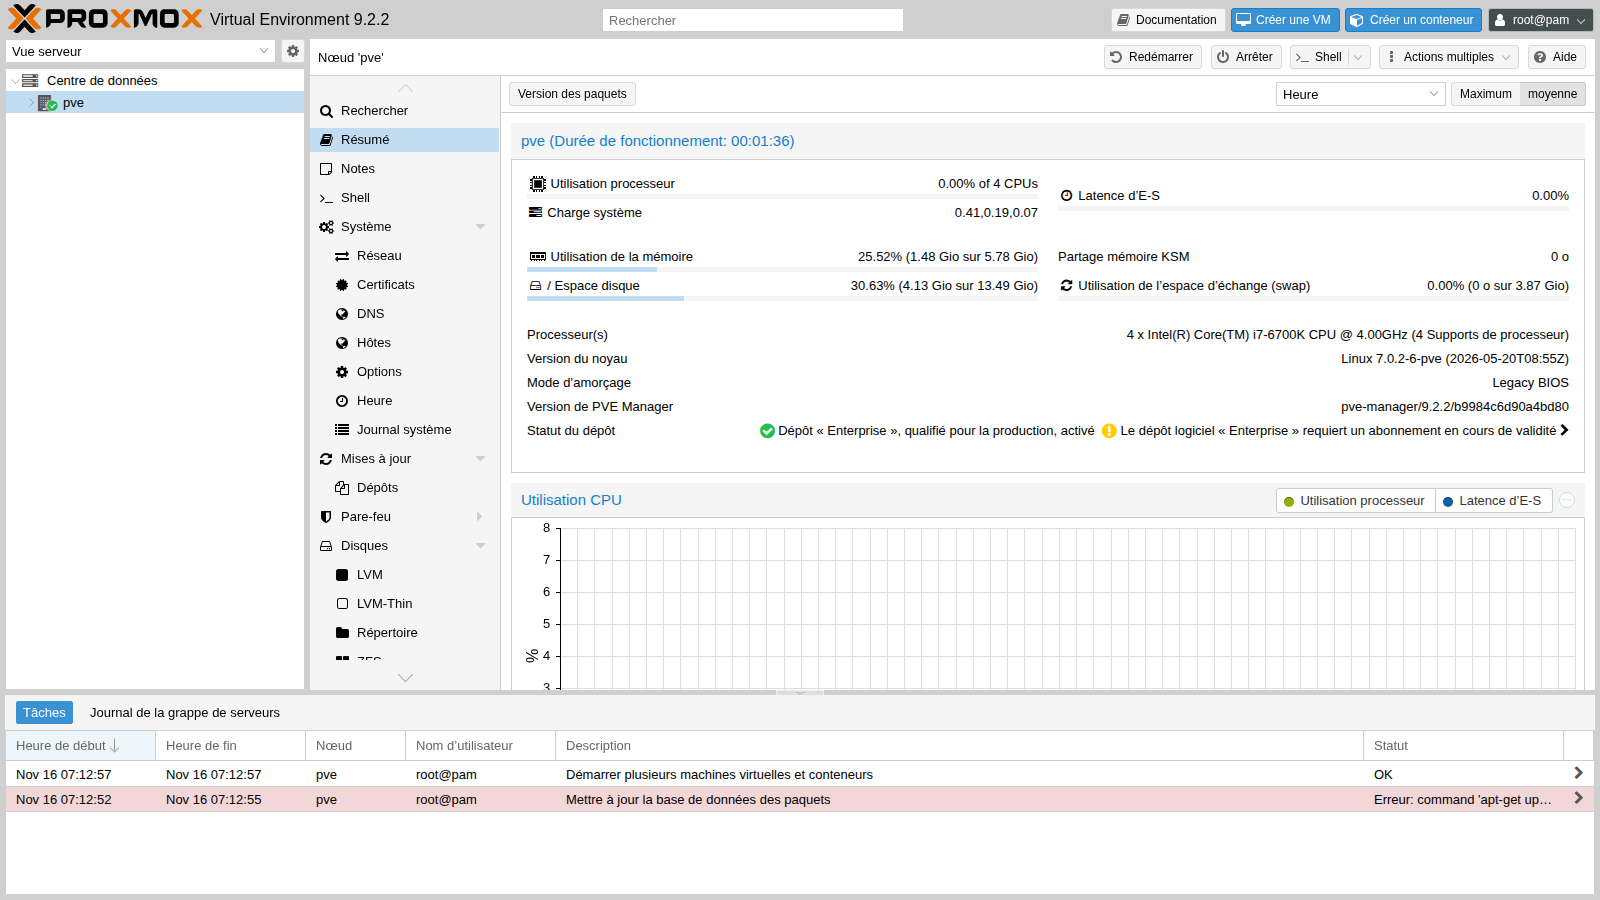 PROXMOX Virtual Environment 9.2.2
Rechercher
Documentation
Créer une VM
Créer un conteneur
root@pam
Vue serveur
Centre de données
pve
Nœud 'pve'
Redémarrer
Arrêter
Shell
Actions multiples
Aide
Rechercher
Résumé
Notes
Shell
Système
Réseau
Certificats
DNS
Hôtes
Options
Heure
Journal système
Mises à jour
Dépôts
Pare-feu
Disques
LVM
LVM-Thin
Répertoire
ZFS
Version des paquets
Heure
Maximum
moyenne
pve (Durée de fonctionnement: 00:01:36)
Utilisation processeur 0.00% of 4 CPUs
Latence d’E-S 0.00%
Charge système 0.41,0.19,0.07
Utilisation de la mémoire 25.52% (1.48 Gio sur 5.78 Gio)
Partage mémoire KSM 0 o
/ Espace disque 30.63% (4.13 Gio sur 13.49 Gio)
Utilisation de l’espace d’échange (swap) 0.00% (0 o sur 3.87 Gio)
Processeur(s) 4 x Intel(R) Core(TM) i7-6700K CPU @ 4.00GHz (4 Supports de processeur)
Version du noyau Linux 7.0.2-6-pve (2026-05-20T08:55Z)
Mode d’amorçage Legacy BIOS
Version de PVE Manager pve-manager/9.2.2/b9984c6d90a4bd80
Statut du dépôt Dépôt « Enterprise », qualifié pour la production, activé Le dépôt logiciel « Enterprise » requiert un abonnement en cours de validité
Utilisation CPU
Utilisation processeur
Latence d’E-S
8
7
6
5
4
3
%
Tâches
Journal de la grappe de serveurs
Heure de début Heure de fin Nœud Nom d’utilisateur Description Statut
Nov 16 07:12:57 Nov 16 07:12:57 pve root@pam Démarrer plusieurs machines virtuelles et conteneurs OK
Nov 16 07:12:52 Nov 16 07:12:55 pve root@pam Mettre à jour la base de données des paquets Erreur: command 'apt-get up…